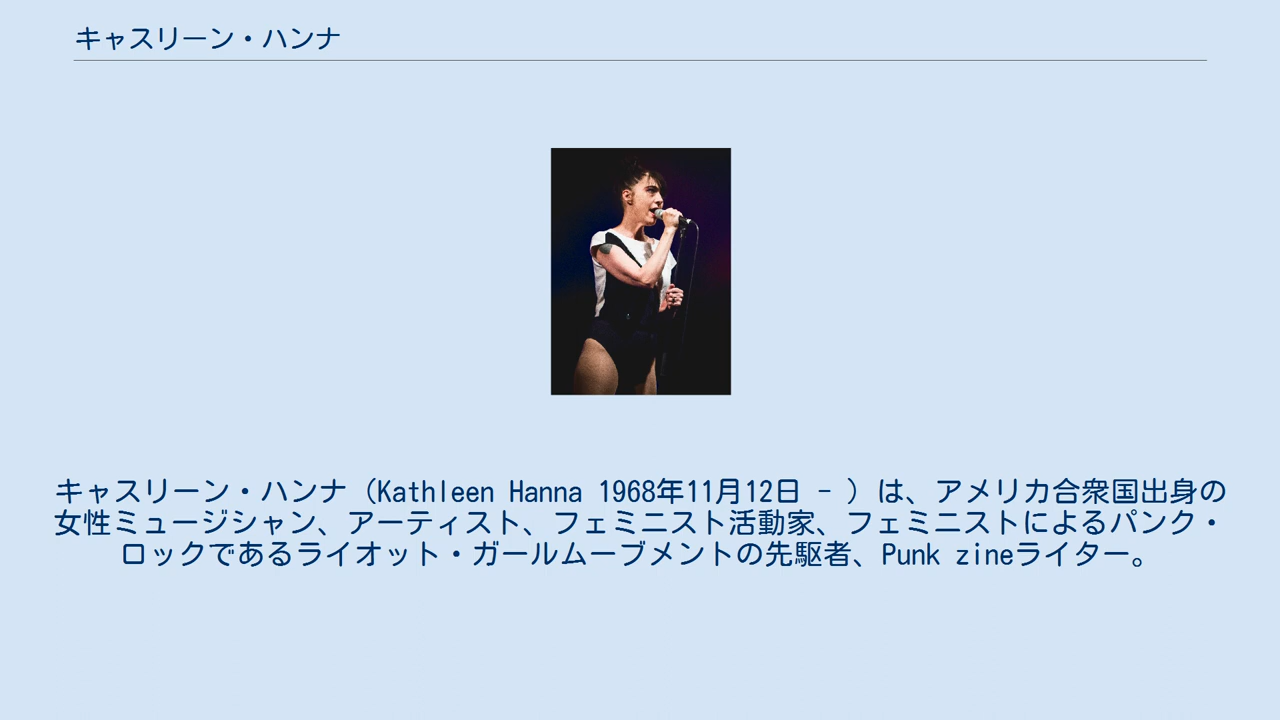 キャスリーン・ハンナ
キャスリーン・ハンナ（Kathleen Hanna 1968年11月12日 - ）は、アメリカ合衆国出身の
女性ミュージシャン、アーティスト、フェミニスト活動家、フェミニストによるパンク・
ロックであるライオット・ガールムーブメントの先駆者、Punk zineライター。